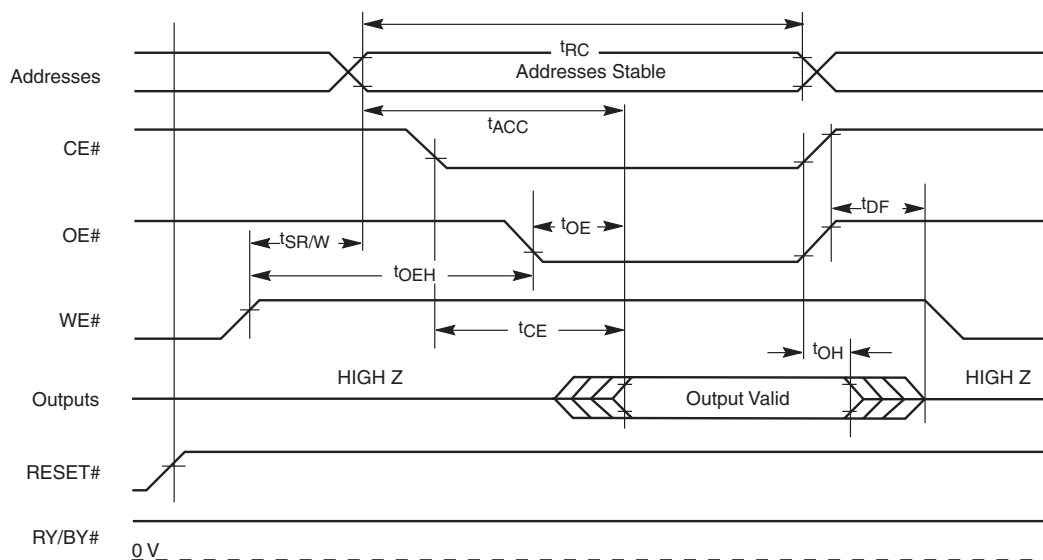 tRC
Addresses
Addresses Stable
tACC
CE#
tDF
OE#
tOE
tSR/W
tOEH
WE#
tCE
tOH
HIGH Z
HIGH Z
Outputs
Output Valid
RESET#
RY/BY#
0 V